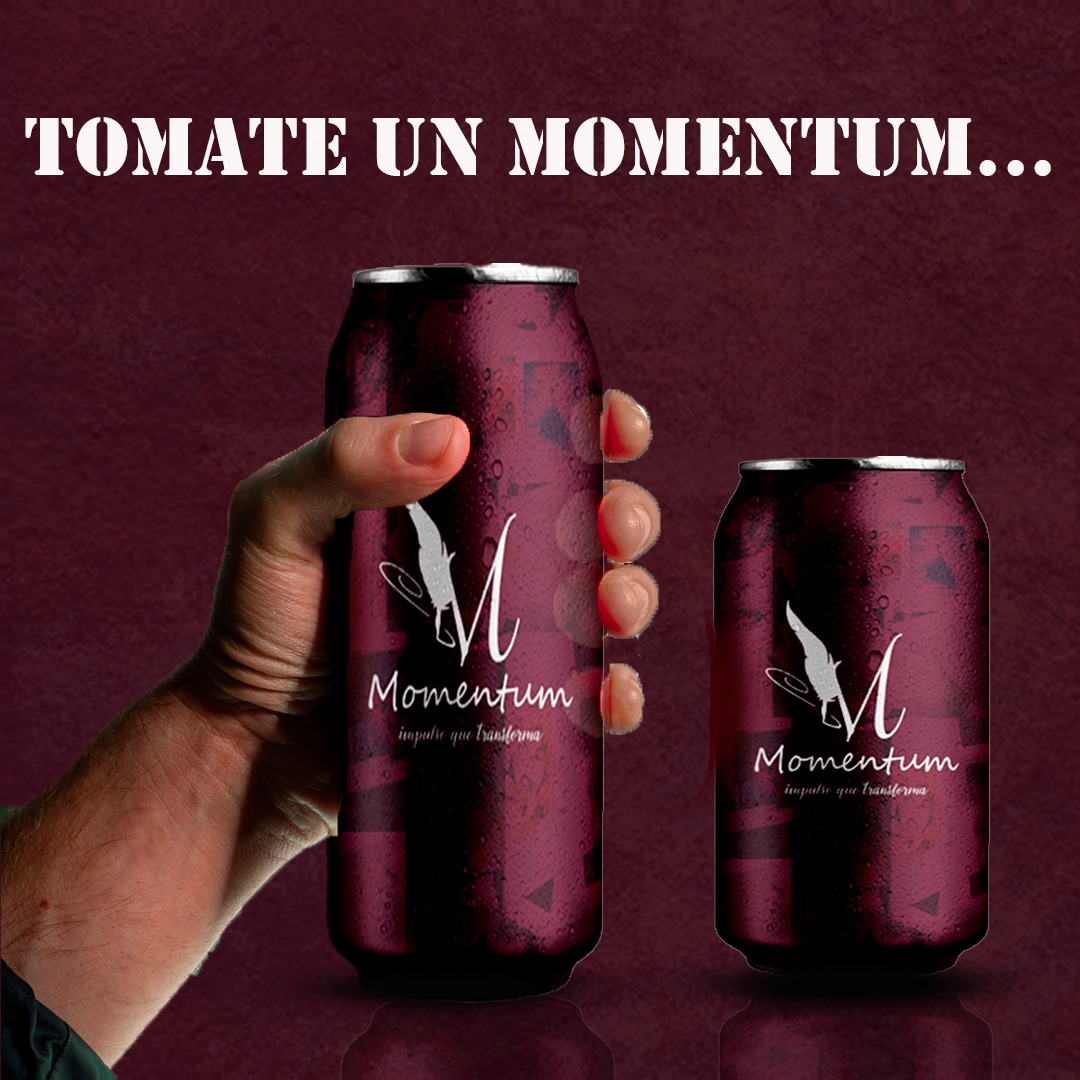 TOMATE UN MOMENTUM...
M
Momentum
impulso que transforma
M
Momentum
impulso que transforma